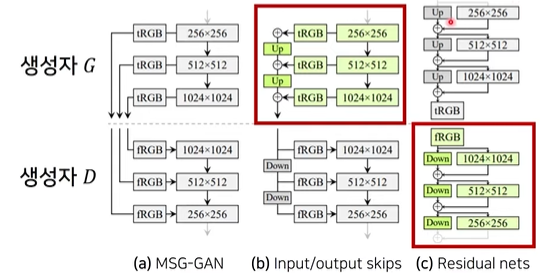 생성자 G
tRGB 256×256
tRGB 512×512
tRGB 1024×1024
tRGB 256×256
Up
tRGB 512×512
Up
tRGB 1024×1024
Up 256×256
Up 512×512
Up 1024×1024
tRGB
생성자 D
fRGB 1024×1024
fRGB 512×512
fRGB 256×256
fRGB 1024×1024
Down
fRGB 512×512
Down
fRGB 256×256
fRGB
Down 1024×1024
Down 512×512
Down 256×256
(a) MSG-GAN
(b) Input/output skips
(c) Residual nets